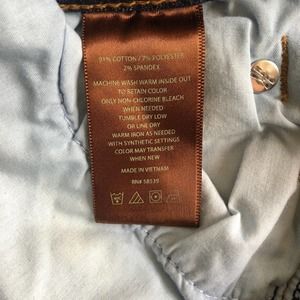 91% COTTON / 7% POLYESTER
2% SPANDEX
MACHINE WASH WARM INSIDE OUT
TO RETAIN COLOR
ONLY NON-CHLORINE BLEACH
WHEN NEEDED
TUMBLE DRY LOW
OR LINE DRY
WARM IRON AS NEEDED
WITH SYNTHETIC SETTINGS
COLOR MAY TRANSFER
WHEN NEW
MADE IN VIETNAM
RN# 58539